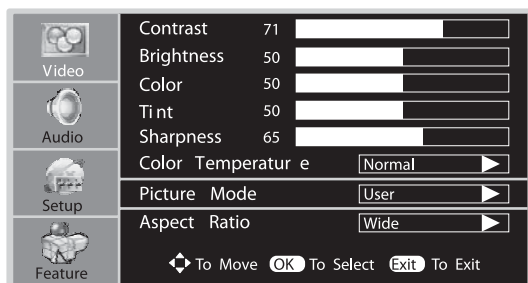 Video
Audio
Setup
Feature
Contrast 71
Brightness 50
Color 50
Tint 50
Sharpness 65
Color Temperatur e Normal
Picture Mode User
Aspect Ratio Wide
To Move OK To Select Exit To Exit